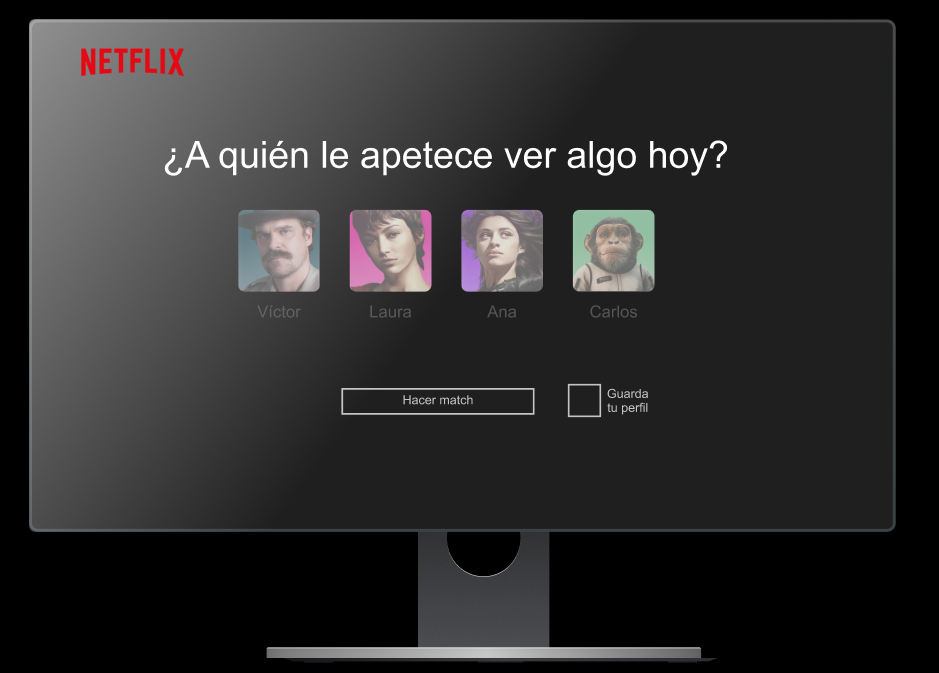 NETFLIX
¿A quién le apetece ver algo hoy?
Víctor
Laura
Ana
Carlos
Hacer match
Guarda
tu perfil